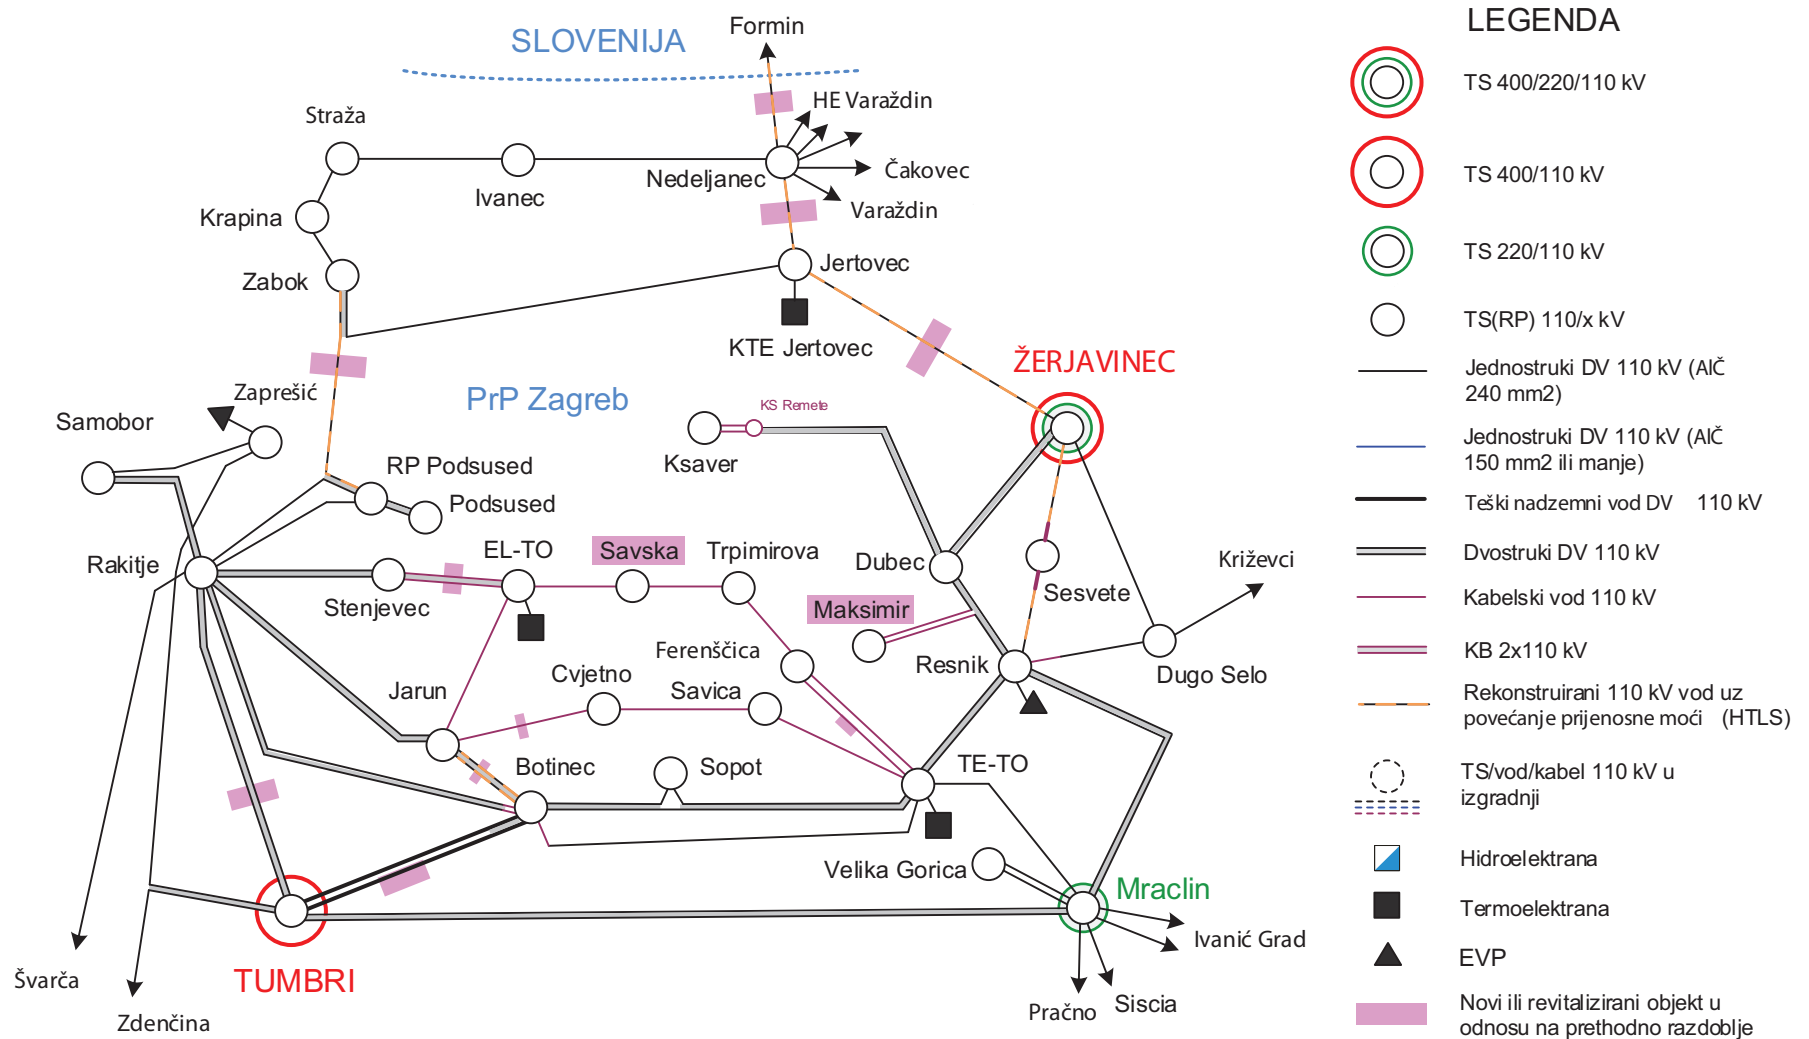 LEGENDA
Formin
SLOVENIJA
TS 400/220/110 kV
HE Varaždin
Straža
Nedeljanec
Čakovec
TS 400/110 kV
Ivanec
Varaždin
Krapina
TS 220/110 kV
Jertovec
Zabok
TS(RP) 110/x kV
KTE Jertovec
ŽERJAVINEC
Jednostruki DV 110 kV (AlČ
240 mm2)
Zaprešić
PrP Zagreb
KS Remete
Samobor
Jednostruki DV 110 kV (AlČ
150 mm2 ili manje)
Ksaver
RP Podsused
Podsused
Teški nadzemni vod DV 110 kV
EL-TO
Savska
Trpimirova
Dubec
Križevci
Dvostruki DV 110 kV
Rakitje
Stenjevec
Sesvete
Maksimir
Kabelski vod 110 kV
Ferenščica
Resnik
KB 2x110 kV
Cvjetno
Dugo Selo
Jarun
Savica
Rekonstruirani 110 kV vod uz
povećanje prijenosne moći (HTLS)
Botinec
Sopot
TE-TO
TS/vod/kabel 110 kV u
izgradnji
Velika Gorica
Hidroelektrana
Mraclin
Termoelektrana
Ivanić Grad
EVP
Švarča
TUMBRI
Siscia
Pračno
Zdenčina
Novi ili revitalizirani objekt u
odnosu na prethodno razdoblje